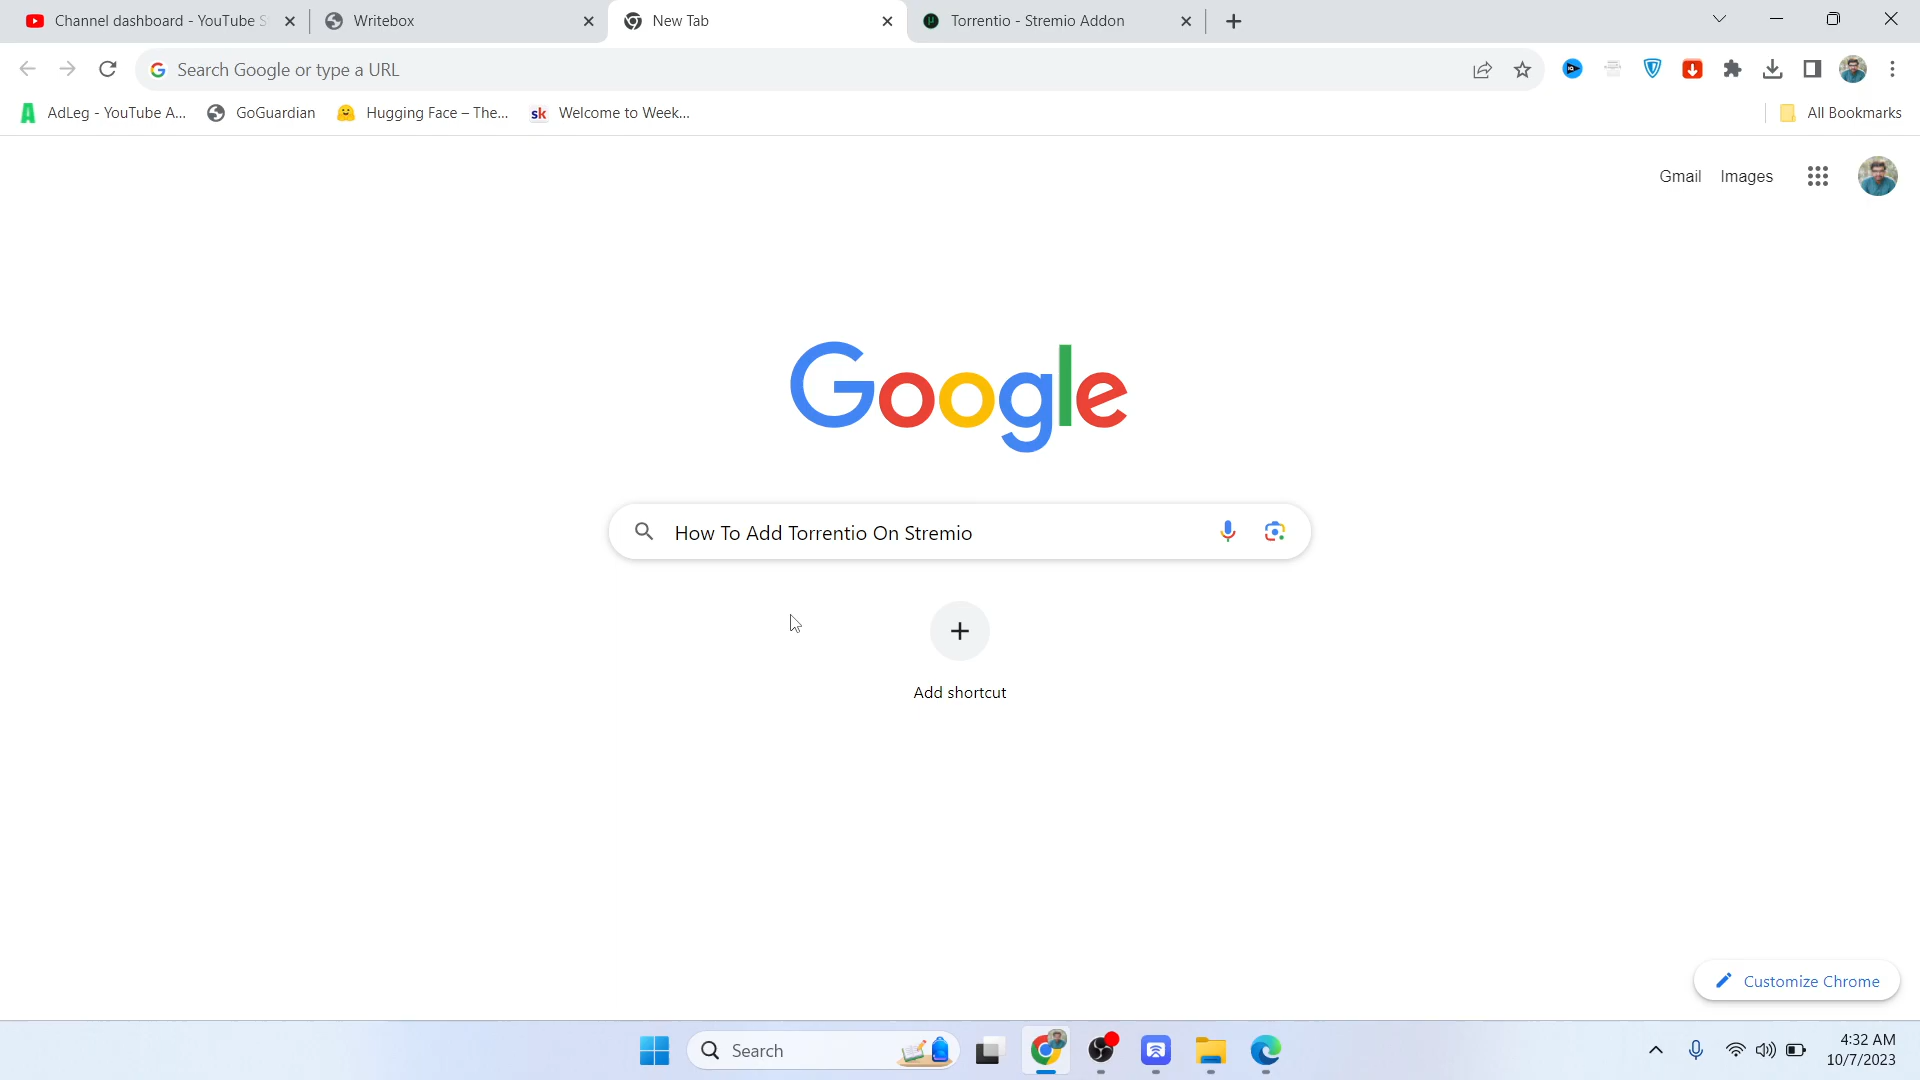 Channel dashboard - YouTube S
Writebox
New Tab
Torrentio - Stremio Addon
Search Google or type a URL
AdLeg - YouTube A...
GoGuardian
Hugging Face – The...
sk
Welcome to Week...
All Bookmarks
Gmail
Images
Google
How To Add Torrentio On Stremio
Add shortcut
Customize Chrome
Search
4:32 AM
10/7/2023